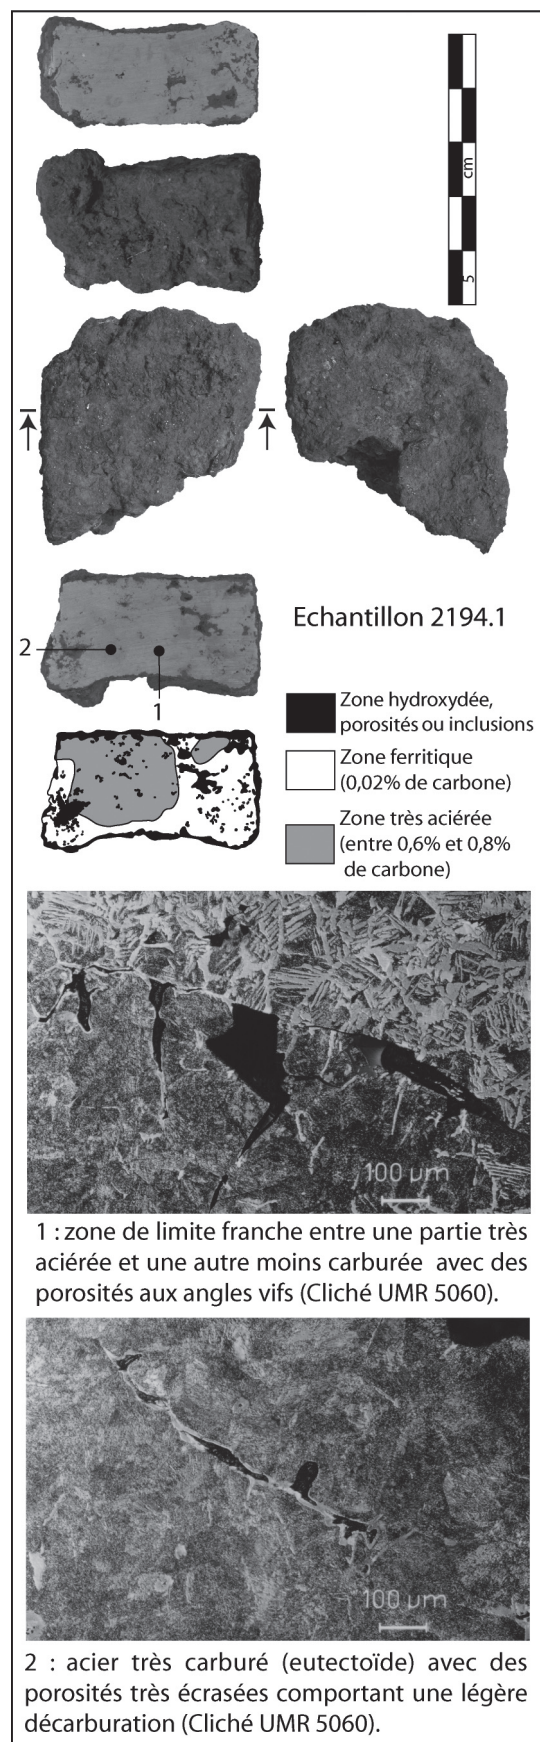 cm
5
Echantillon 2194.1
2
1
Zone hydroxydée,
porosités ou inclusions
Zone ferritique
(0,02% de carbone)
Zone très aciérée
(entre 0,6% et 0,8%
de carbone)
100 µm
1 : zone de limite franche entre une partie très
aciérée et une autre moins carburée avec des
porosités aux angles vifs (Cliché UMR 5060).
100 µm
2 : acier très carburé (eutectoïde) avec des
porosités très écrasées comportant une légère
décarburation (Cliché UMR 5060).